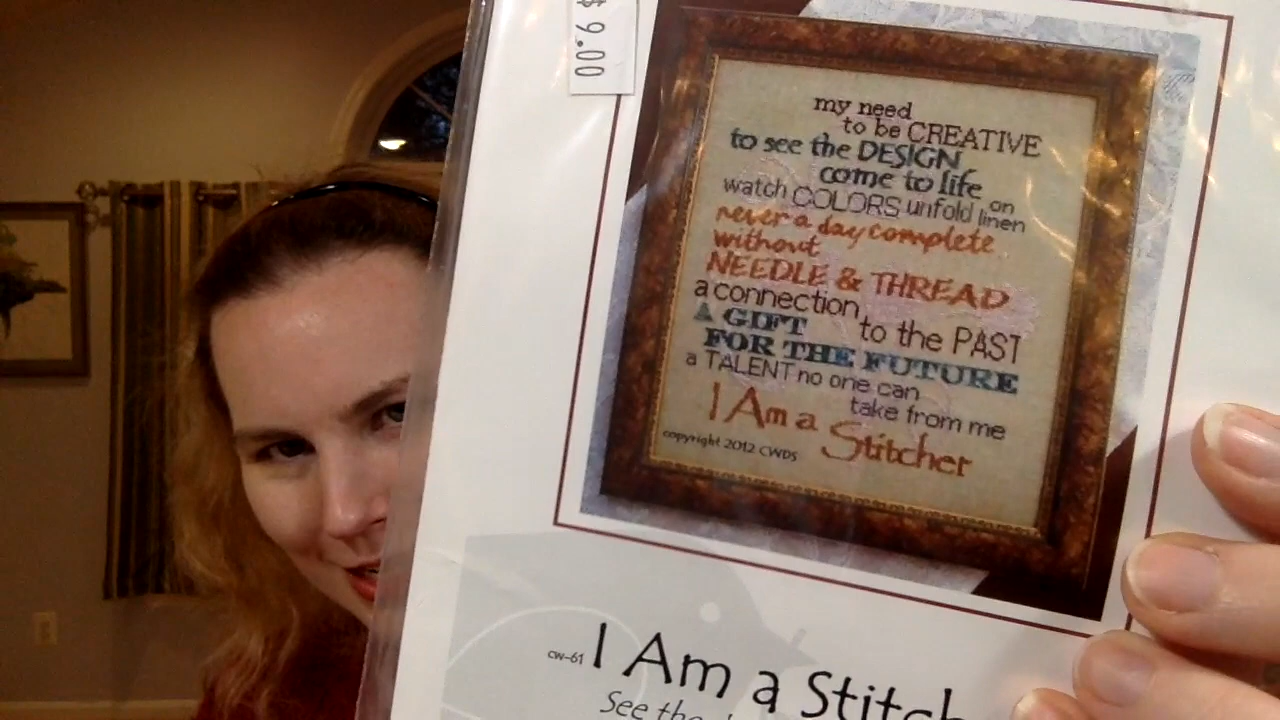 $ 9.00
my need
to be CREATIVE
to see the DESIGN
come to life
watch COLORS unfold on linen
never a day complete
without
NEEDLE & THREAD
a connection
to the PAST
A GIFT
FOR THE FUTURE
a TALENT no one can
take from me
I Am a
Stitcher
copyright 2012 CWDS
cw-61 I Am a Stitch
See the